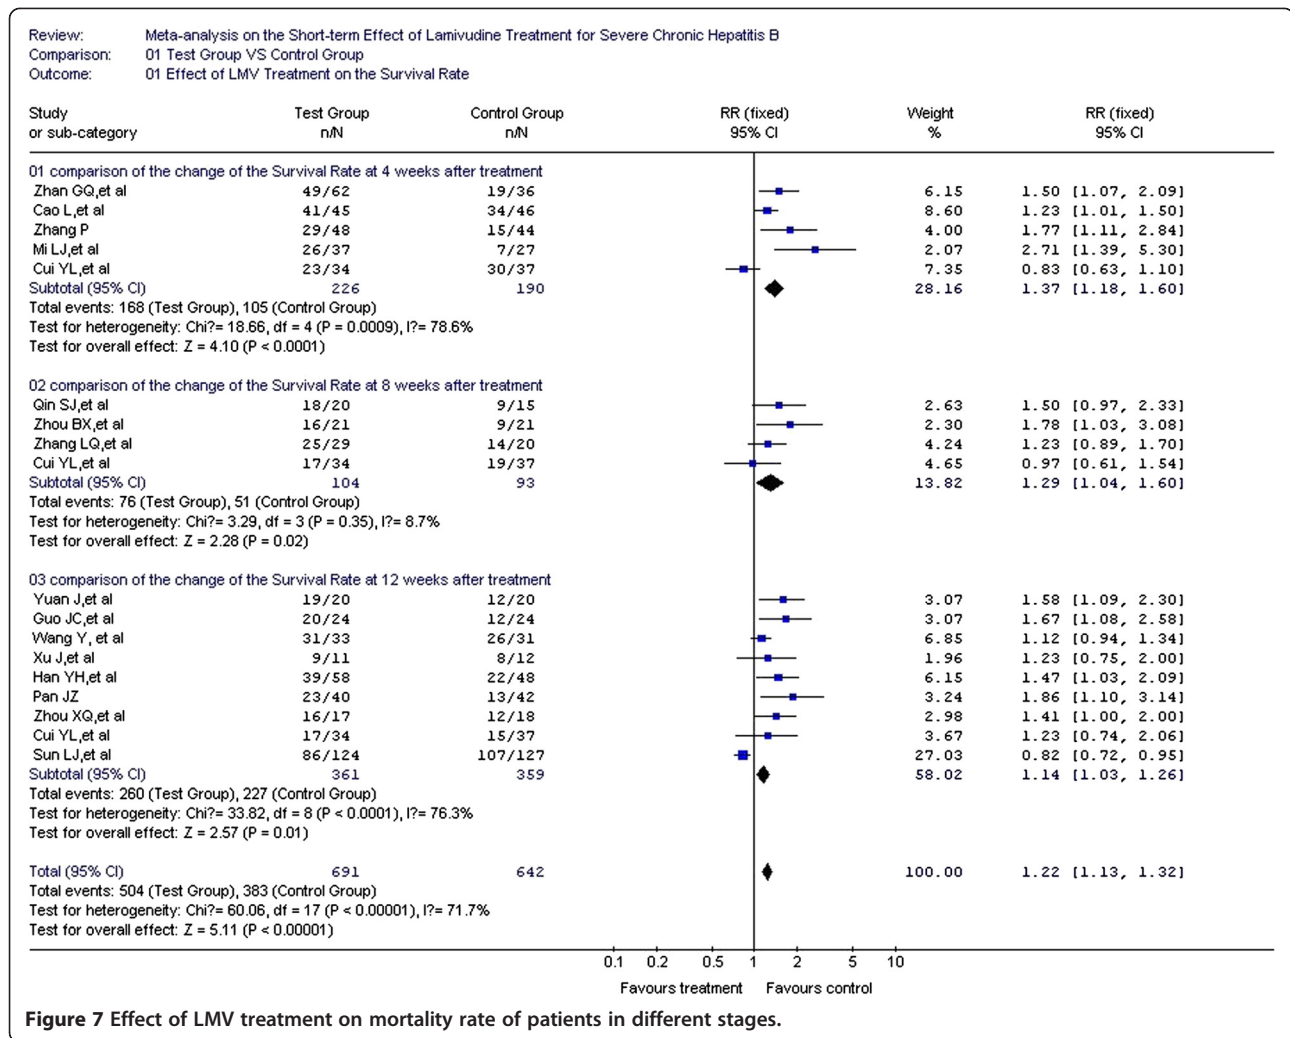 Review: Meta-analysis on the Short-term Effect of Lamivudine Treatment for Severe Chronic Hepatitis B
Comparison: 01 Test Group VS Control Group
Outcome: 01 Effect of LMV Treatment on the Survival Rate
Study Test Group Control Group RR (fixed) Weight RR (fixed)
or sub-category n/N n/N 95% CI % 95% CI
01 comparison of the change of the Survival Rate at 4 weeks after treatment
Zhan GQ,et al 49/62 19/36 6.15 1.50 [1.07, 2.09]
Cao L,et al 41/45 34/46 8.60 1.23 [1.01, 1.50]
Zhang P 29/48 15/44 4.00 1.77 [1.11, 2.84]
Mi LJ,et al 26/37 7/27 2.07 2.71 [1.39, 5.30]
Cui YL,et al 23/34 30/37 7.35 0.83 [0.63, 1.10]
Subtotal (95% CI) 226 190 28.16 1.37 [1.18, 1.60]
Total events: 168 (Test Group), 105 (Control Group)
Test for heterogeneity: Chi?= 18.66, df = 4 (P = 0.0009), I?= 78.6%
Test for overall effect: Z = 4.10 (P < 0.0001)
02 comparison of the change of the Survival Rate at 8 weeks after treatment
Qin SJ,et al 18/20 9/15 2.63 1.50 [0.97, 2.33]
Zhou BX,et al 16/21 9/21 2.30 1.78 [1.03, 3.08]
Zhang LQ,et al 25/29 14/20 4.24 1.23 [0.89, 1.70]
Cui YL,et al 17/34 19/37 4.65 0.97 [0.61, 1.54]
Subtotal (95% CI) 104 93 13.82 1.29 [1.04, 1.60]
Total events: 76 (Test Group), 51 (Control Group)
Test for heterogeneity: Chi?= 3.29, df = 3 (P = 0.35), I?= 8.7%
Test for overall effect: Z = 2.28 (P = 0.02)
03 comparison of the change of the Survival Rate at 12 weeks after treatment
Yuan J,et al 19/20 12/20 3.07 1.58 [1.09, 2.30]
Guo JC,et al 20/24 12/24 3.07 1.67 [1.08, 2.58]
Wang Y, et al 31/33 26/31 6.85 1.12 [0.94, 1.34]
Xu J,et al 9/11 8/12 1.96 1.23 [0.75, 2.00]
Han YH,et al 39/58 22/48 6.15 1.47 [1.03, 2.09]
Pan JZ 23/40 13/42 3.24 1.86 [1.10, 3.14]
Zhou XQ,et al 16/17 12/18 2.98 1.41 [1.00, 2.00]
Cui YL,et al 17/34 15/37 3.67 1.23 [0.74, 2.06]
Sun LJ,et al 86/124 107/127 27.03 0.82 [0.72, 0.95]
Subtotal (95% CI) 361 359 58.02 1.14 [1.03, 1.26]
Total events: 260 (Test Group), 227 (Control Group)
Test for heterogeneity: Chi?= 33.82, df = 8 (P < 0.0001), I?= 76.3%
Test for overall effect: Z = 2.57 (P = 0.01)
Total (95% CI) 691 642 100.00 1.22 [1.13, 1.32]
Total events: 504 (Test Group), 383 (Control Group)
Test for heterogeneity: Chi?= 60.06, df = 17 (P < 0.00001), I?= 71.7%
Test for overall effect: Z = 5.11 (P < 0.00001)
0.1 0.2 0.5 1 2 5 10
Favours treatment Favours control
Figure 7 Effect of LMV treatment on mortality rate of patients in different stages.